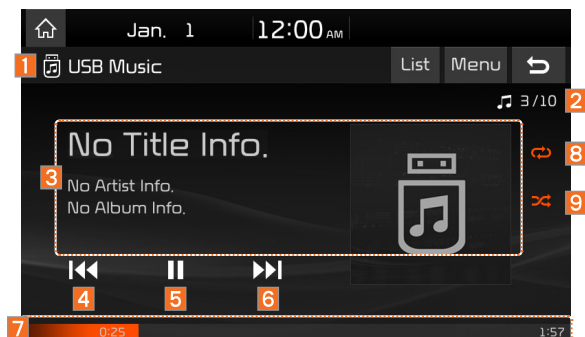 Jan. 1 12:00 AM
1 USB Music List Menu
3/10 2
No Title Info.
8
3
No Artist Info.
No Album Info.
9
4 5 6
7 0:25 1:57